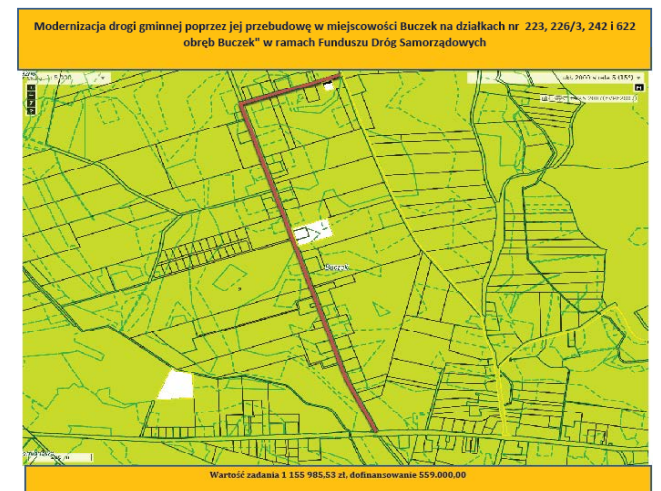 Modernizacja drogi gminnej poprzez jej przebudowę w miejscowości Buczek na działkach nr 223, 226/3, 242 i 622
obręb Buczek" w ramach Funduszu Dróg Samorządowych
Buczek
Wartość zadania 1 155 985,53 zł, dofinansowanie 559.000,00